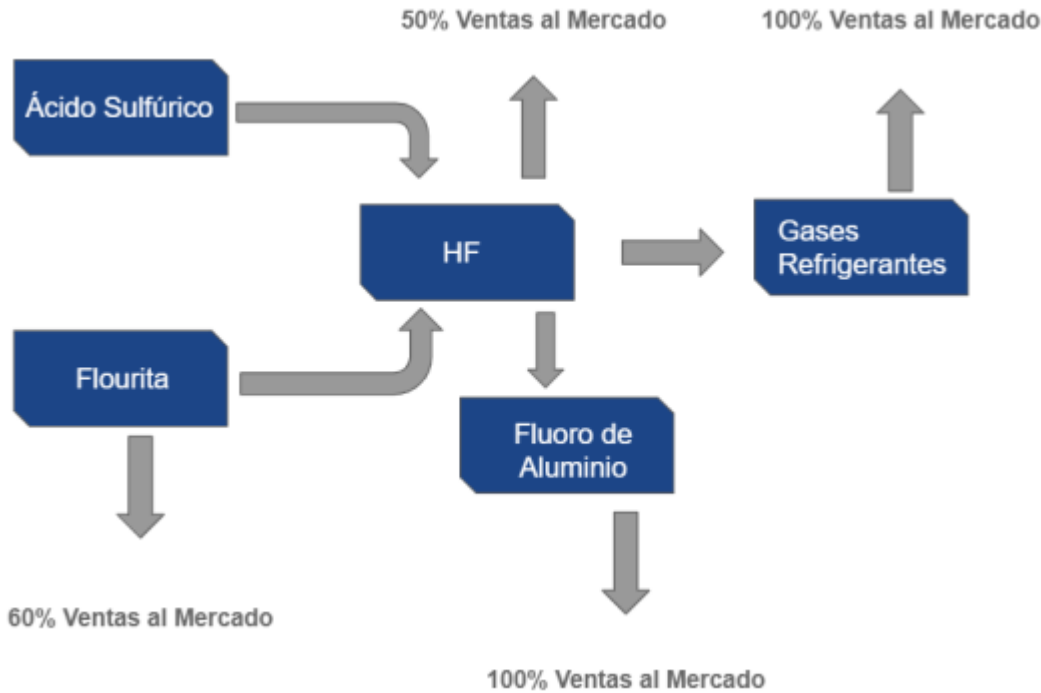 50% Ventas al Mercado
100% Ventas al Mercado
Ácido Sulfúrico
HF
Gases
Refrigerantes
Flourita
Fluoro de
Aluminio
60% Ventas al Mercado
100% Ventas al Mercado